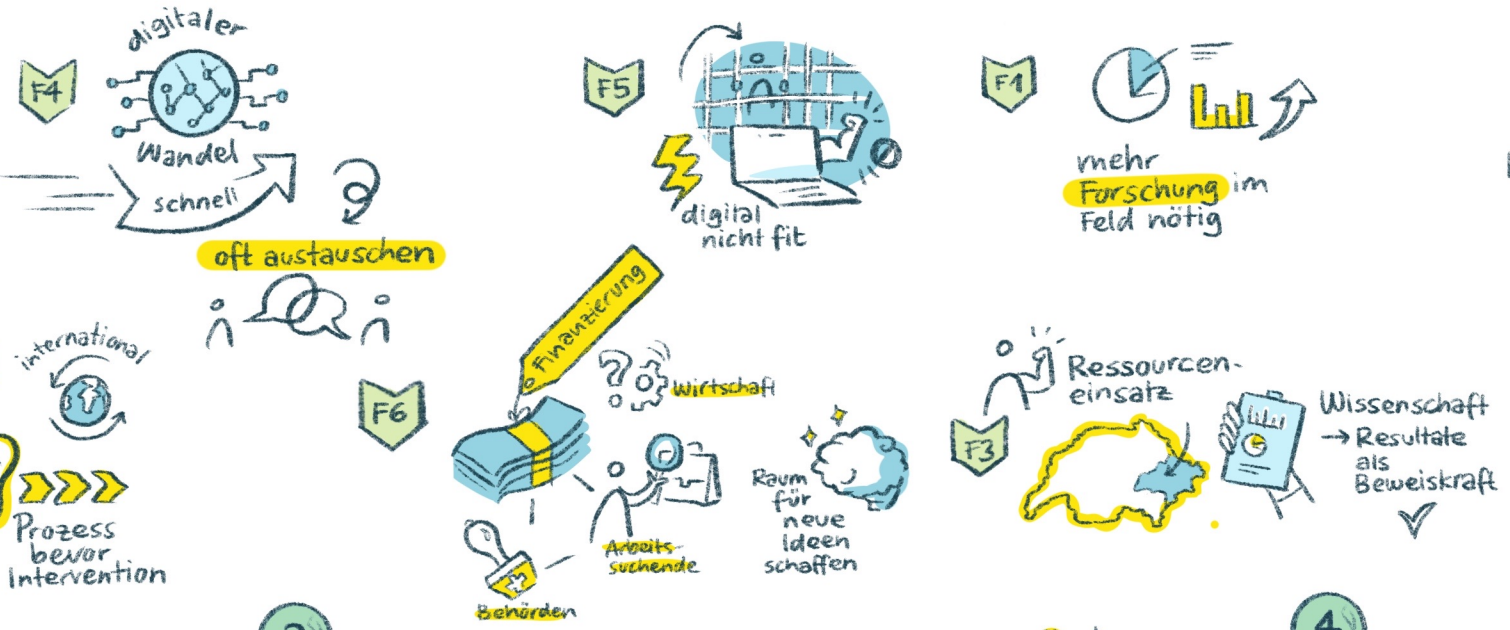 F4
digitaler
Wandel
schnell
oft austauschen
F5
digital
nicht fit
F1
mehr
Forschung im
Feld nötig
international
Prozess
bevor
Intervention
F6
Finanzierung
Wirtschaft
Arbeits-
suchende
Behörden
Raum
für
neue
Ideen
schaffen
F3
Ressourcen-
einsatz
Wissenschaft
→ Resultate
als
Beweiskraft